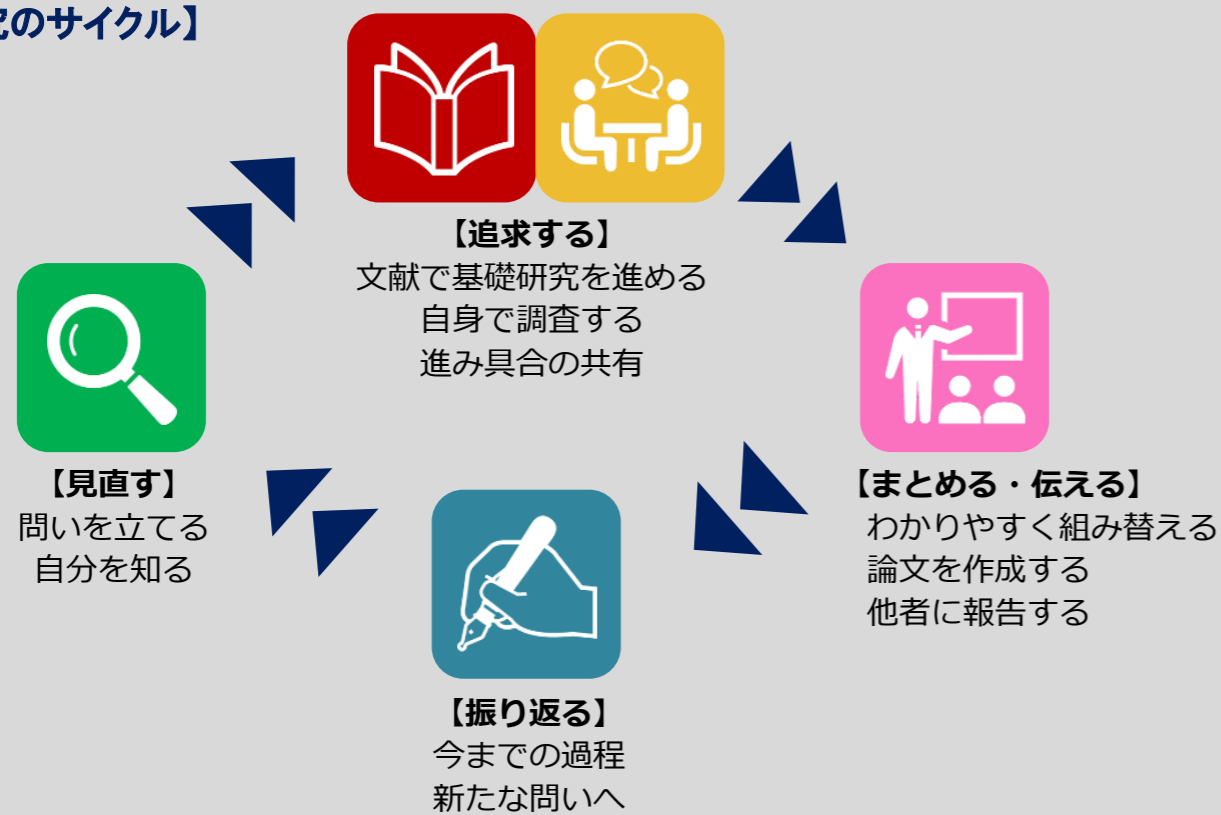 究のサイクル】
【追求する】
文献で基礎研究を進める
自身で調査する
進み具合の共有
【見直す】
問いを立てる
自分を知る
【まとめる・伝える】
わかりやすく組み替える
論文を作成する
他者に報告する
【振り返る】
今までの過程
新たな問いへ